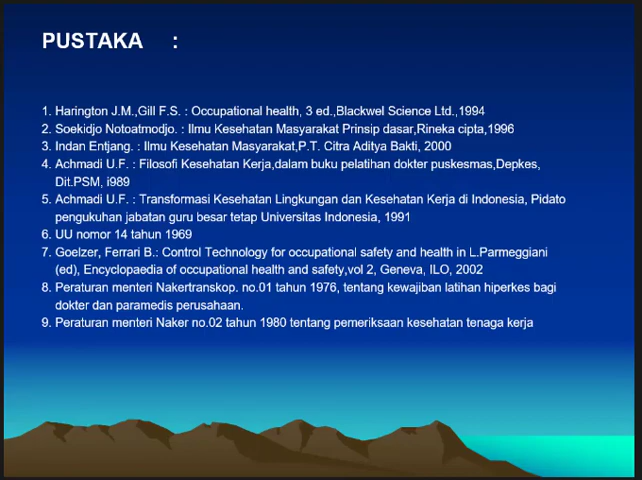 PUSTAKA :
1. Harington J.M.,Gill F.S. : Occupational health, 3 ed.,Blackwel Science Ltd.,1994
2. Soekidjo Notoatmodjo. : Ilmu Kesehatan Masyarakat Prinsip dasar,Rineka cipta,1996
3. Indan Entjang. : Ilmu Kesehatan Masyarakat,P.T. Citra Aditya Bakti, 2000
4. Achmadi U.F. : Filosofi Kesehatan Kerja,dalam buku pelatihan dokter puskesmas,Depkes,
Dit.PSM, i989
5. Achmadi U.F. : Transformasi Kesehatan Lingkungan dan Kesehatan Kerja di Indonesia, Pidato
pengukuhan jabatan guru besar tetap Universitas Indonesia, 1991
6. UU nomor 14 tahun 1969
7. Goelzer, Ferrari B.: Control Technology for occupational safety and health in L.Parmeggiani
(ed), Encyclopaedia of occupational health and safety,vol 2, Geneva, ILO, 2002
8. Peraturan menteri Nakertranskop. no.01 tahun 1976, tentang kewajiban latihan hiperkes bagi
dokter dan paramedis perusahaan.
9. Peraturan menteri Naker no.02 tahun 1980 tentang pemeriksaan kesehatan tenaga kerja